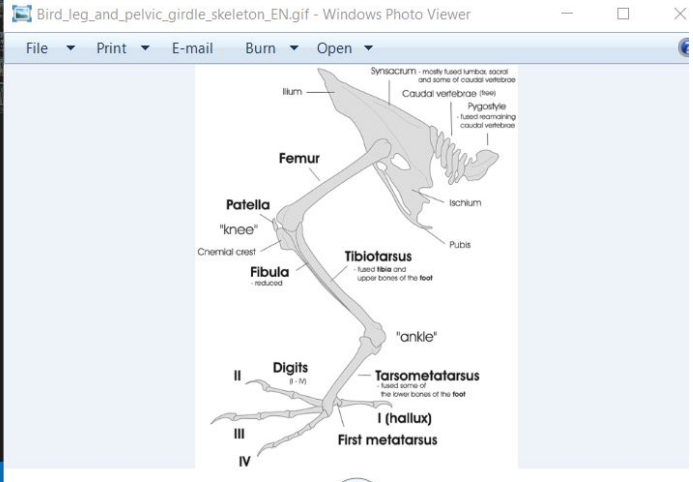 Bird_leg_and_pelvic_girdle_skeleton_EN.gif - Windows Photo Viewer
File Print E-mail Burn Open
Synsacrum - mostly fused lumbar, sacral
and some of caudal vertebrae
Ilium
Caudal vertebrae (free)
Pygostyle
- fused reamaining
caudal vertebrae
Femur
Ischium
Patella
"knee"
Pubis
Cnemial crest
Tibiotarsus
- fused tibia and
upper bones of the foot
Fibula
- reduced
"ankle"
Digits
(I - IV)
II
Tarsometatarsus
- fused some of
the lower bones of the foot
I (hallux)
III
First metatarsus
IV